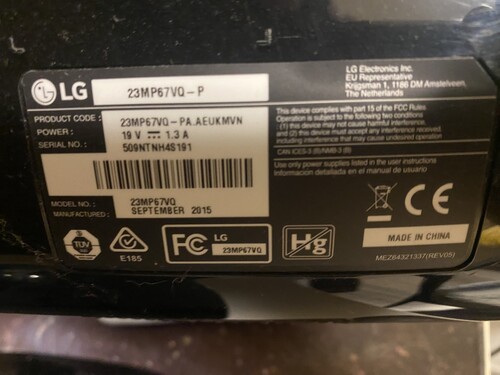 LG 23MP67VQ-P
PRODUCT CODE : 23MP67VQ-PA.AEUKMVN
POWER : 19 V ⎓ 1.3 A
SERIAL NO. : 509NTNH4S191
MODEL NO. : 23MP67VQ
MANUFACTURED : SEPTEMBER 2015
TÜV
E185
FC LG
23MP67VQ
Hg
LG Electronics Inc.
EU Representative
Krijgsman 1, 1186 DM Amstelveen,
The Netherlands
This device complies with part 15 of the FCC Rules
Operation is subject to the following two conditions
(1) this device may not cause harmful interference,
and (2) this device must accept any interference received,
including interference that may cause undesired operation
CAN ICES-3 (B)/NMB-3 (B)
Use only power supplies listed in the user instructions
Información detallada en el manual de usuario
CE
MADE IN CHINA
MEZ64321337(REV05)